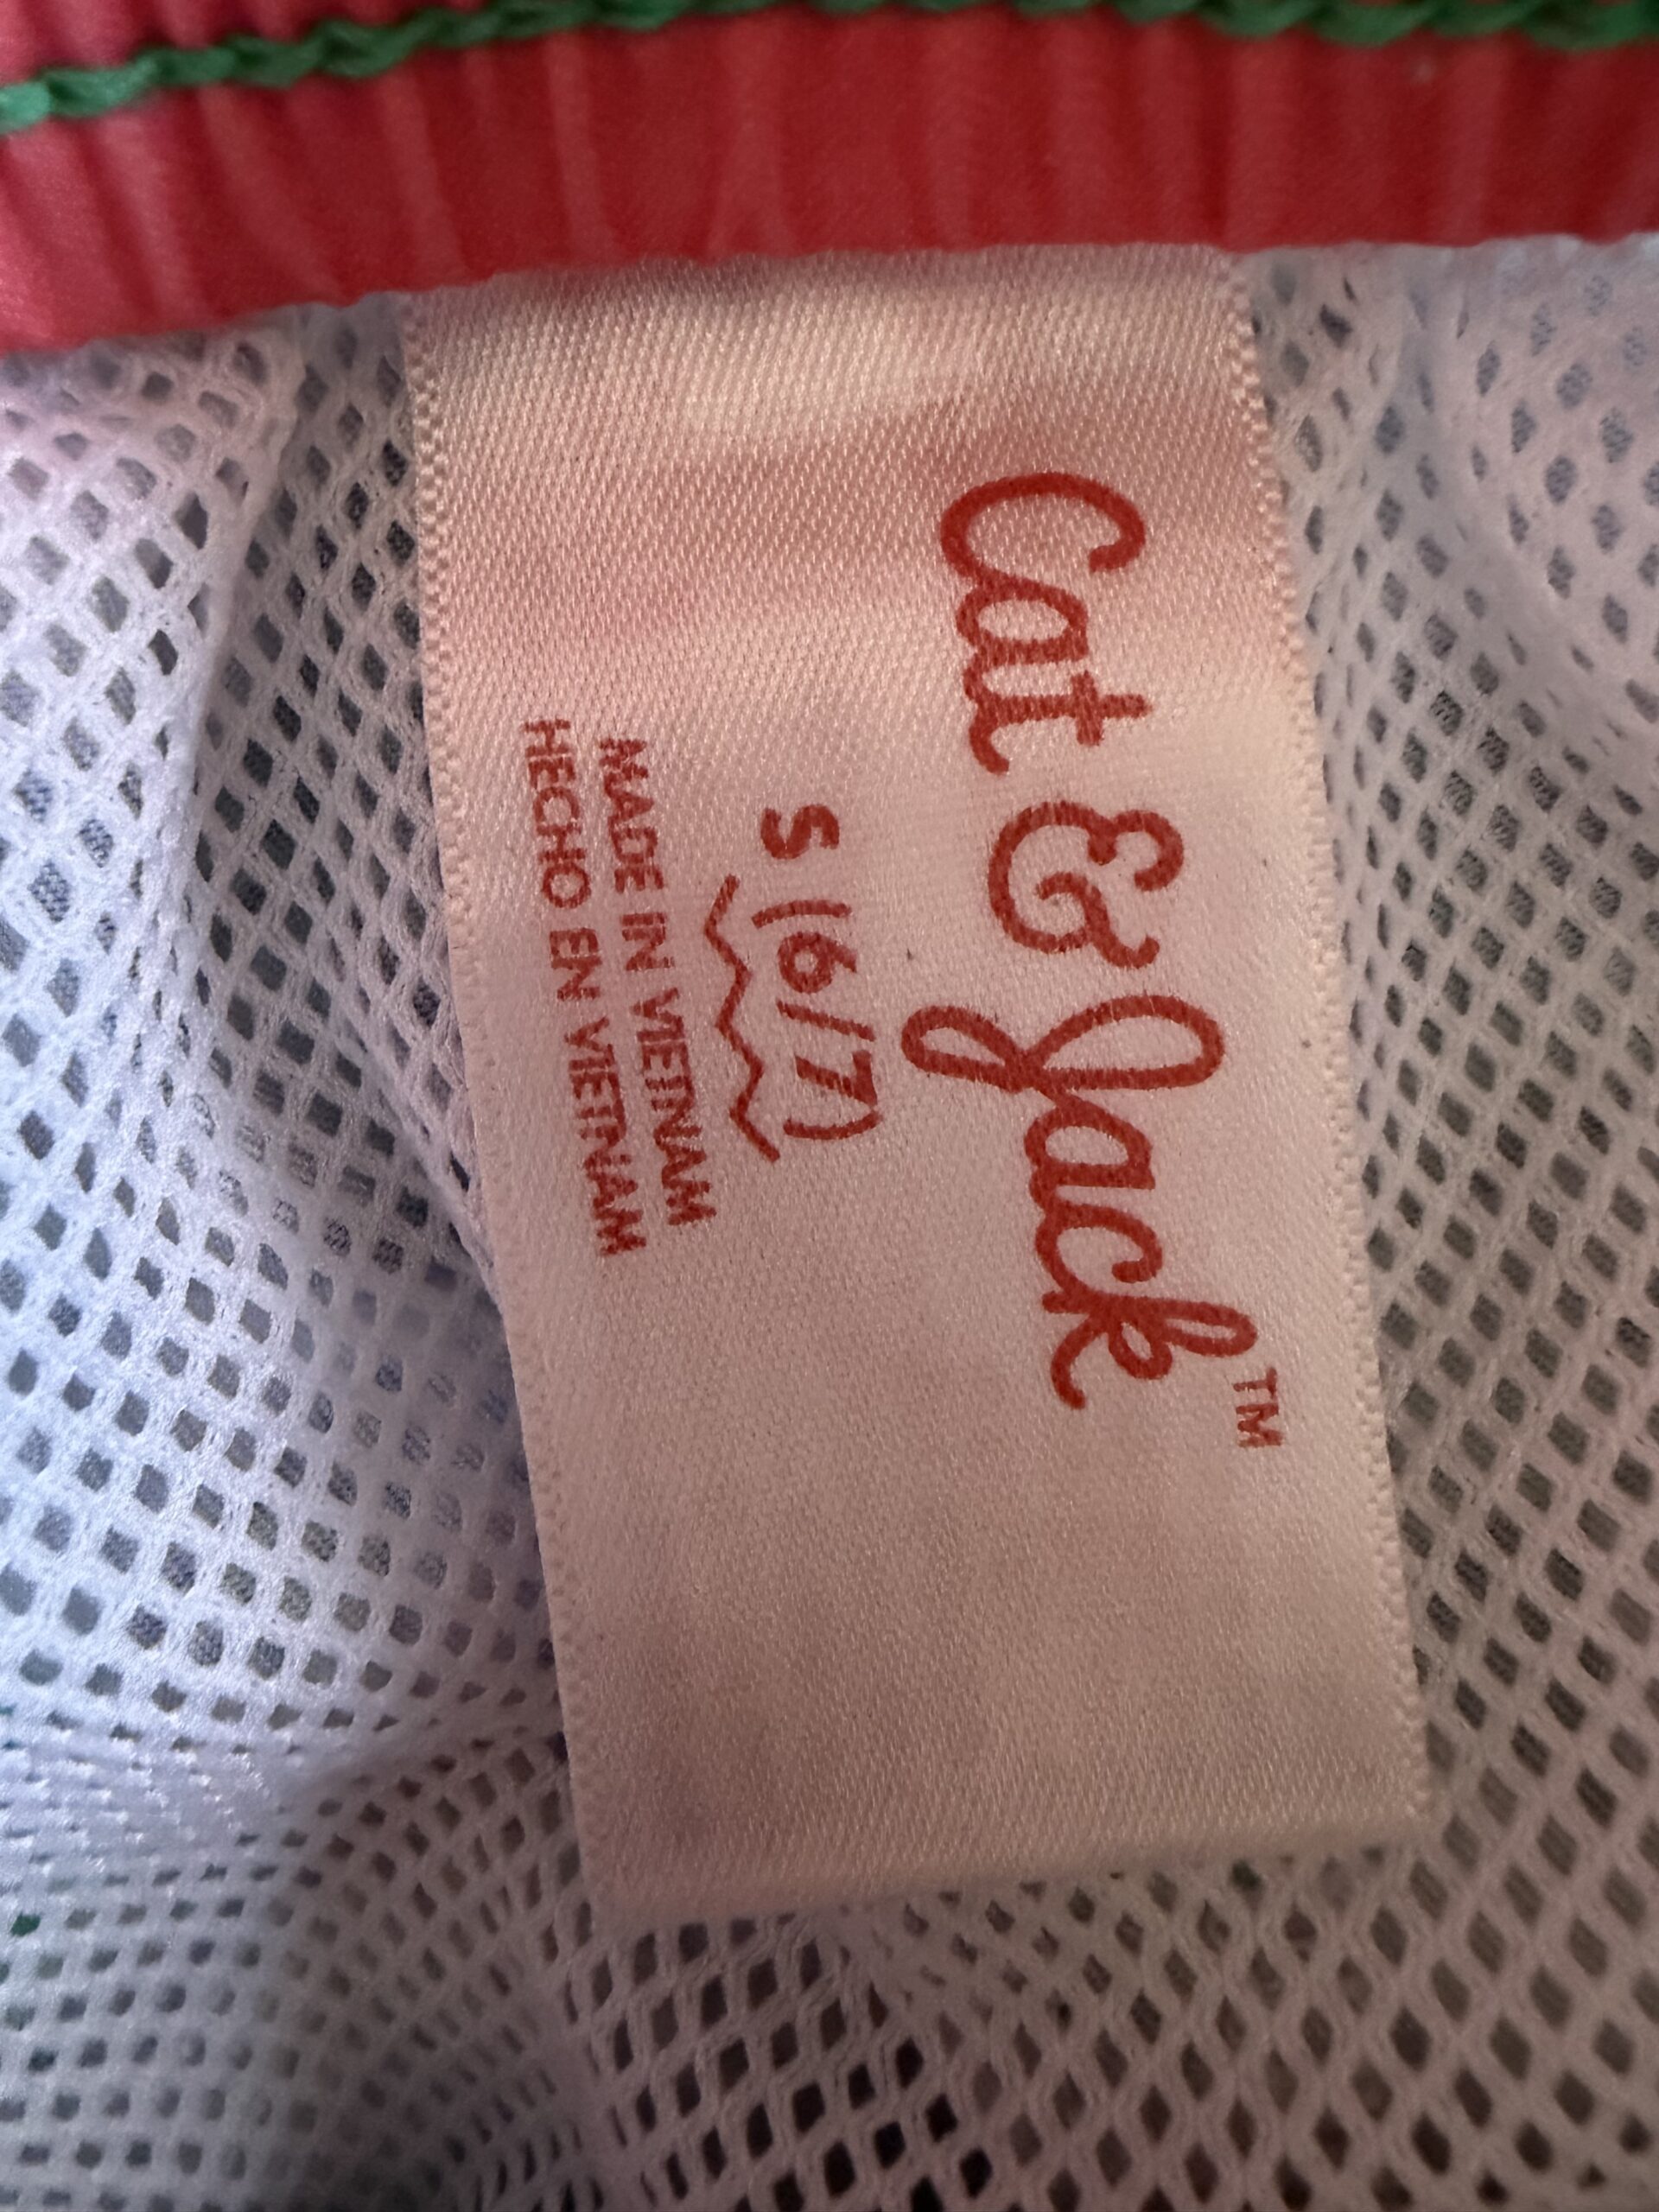 Cat & Jack™
S (6/7)
MADE IN VIETNAM
HECHO EN VIETNAM